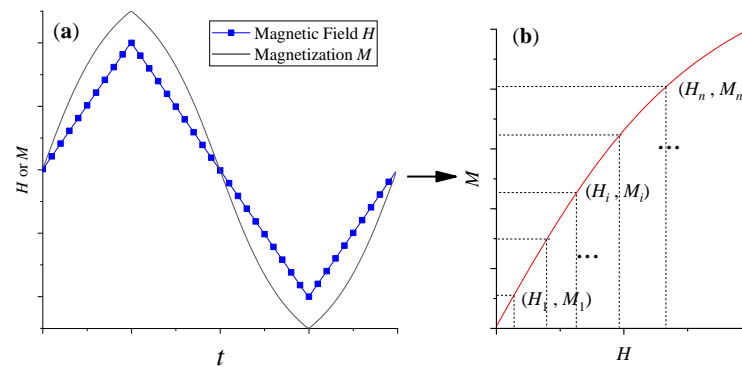 (a)
Magnetic Field H
Magnetization M
H or M
t
(b)
(Hn , Mn)
(Hi , Mi)
(H1 , M1)
...
...
M
H